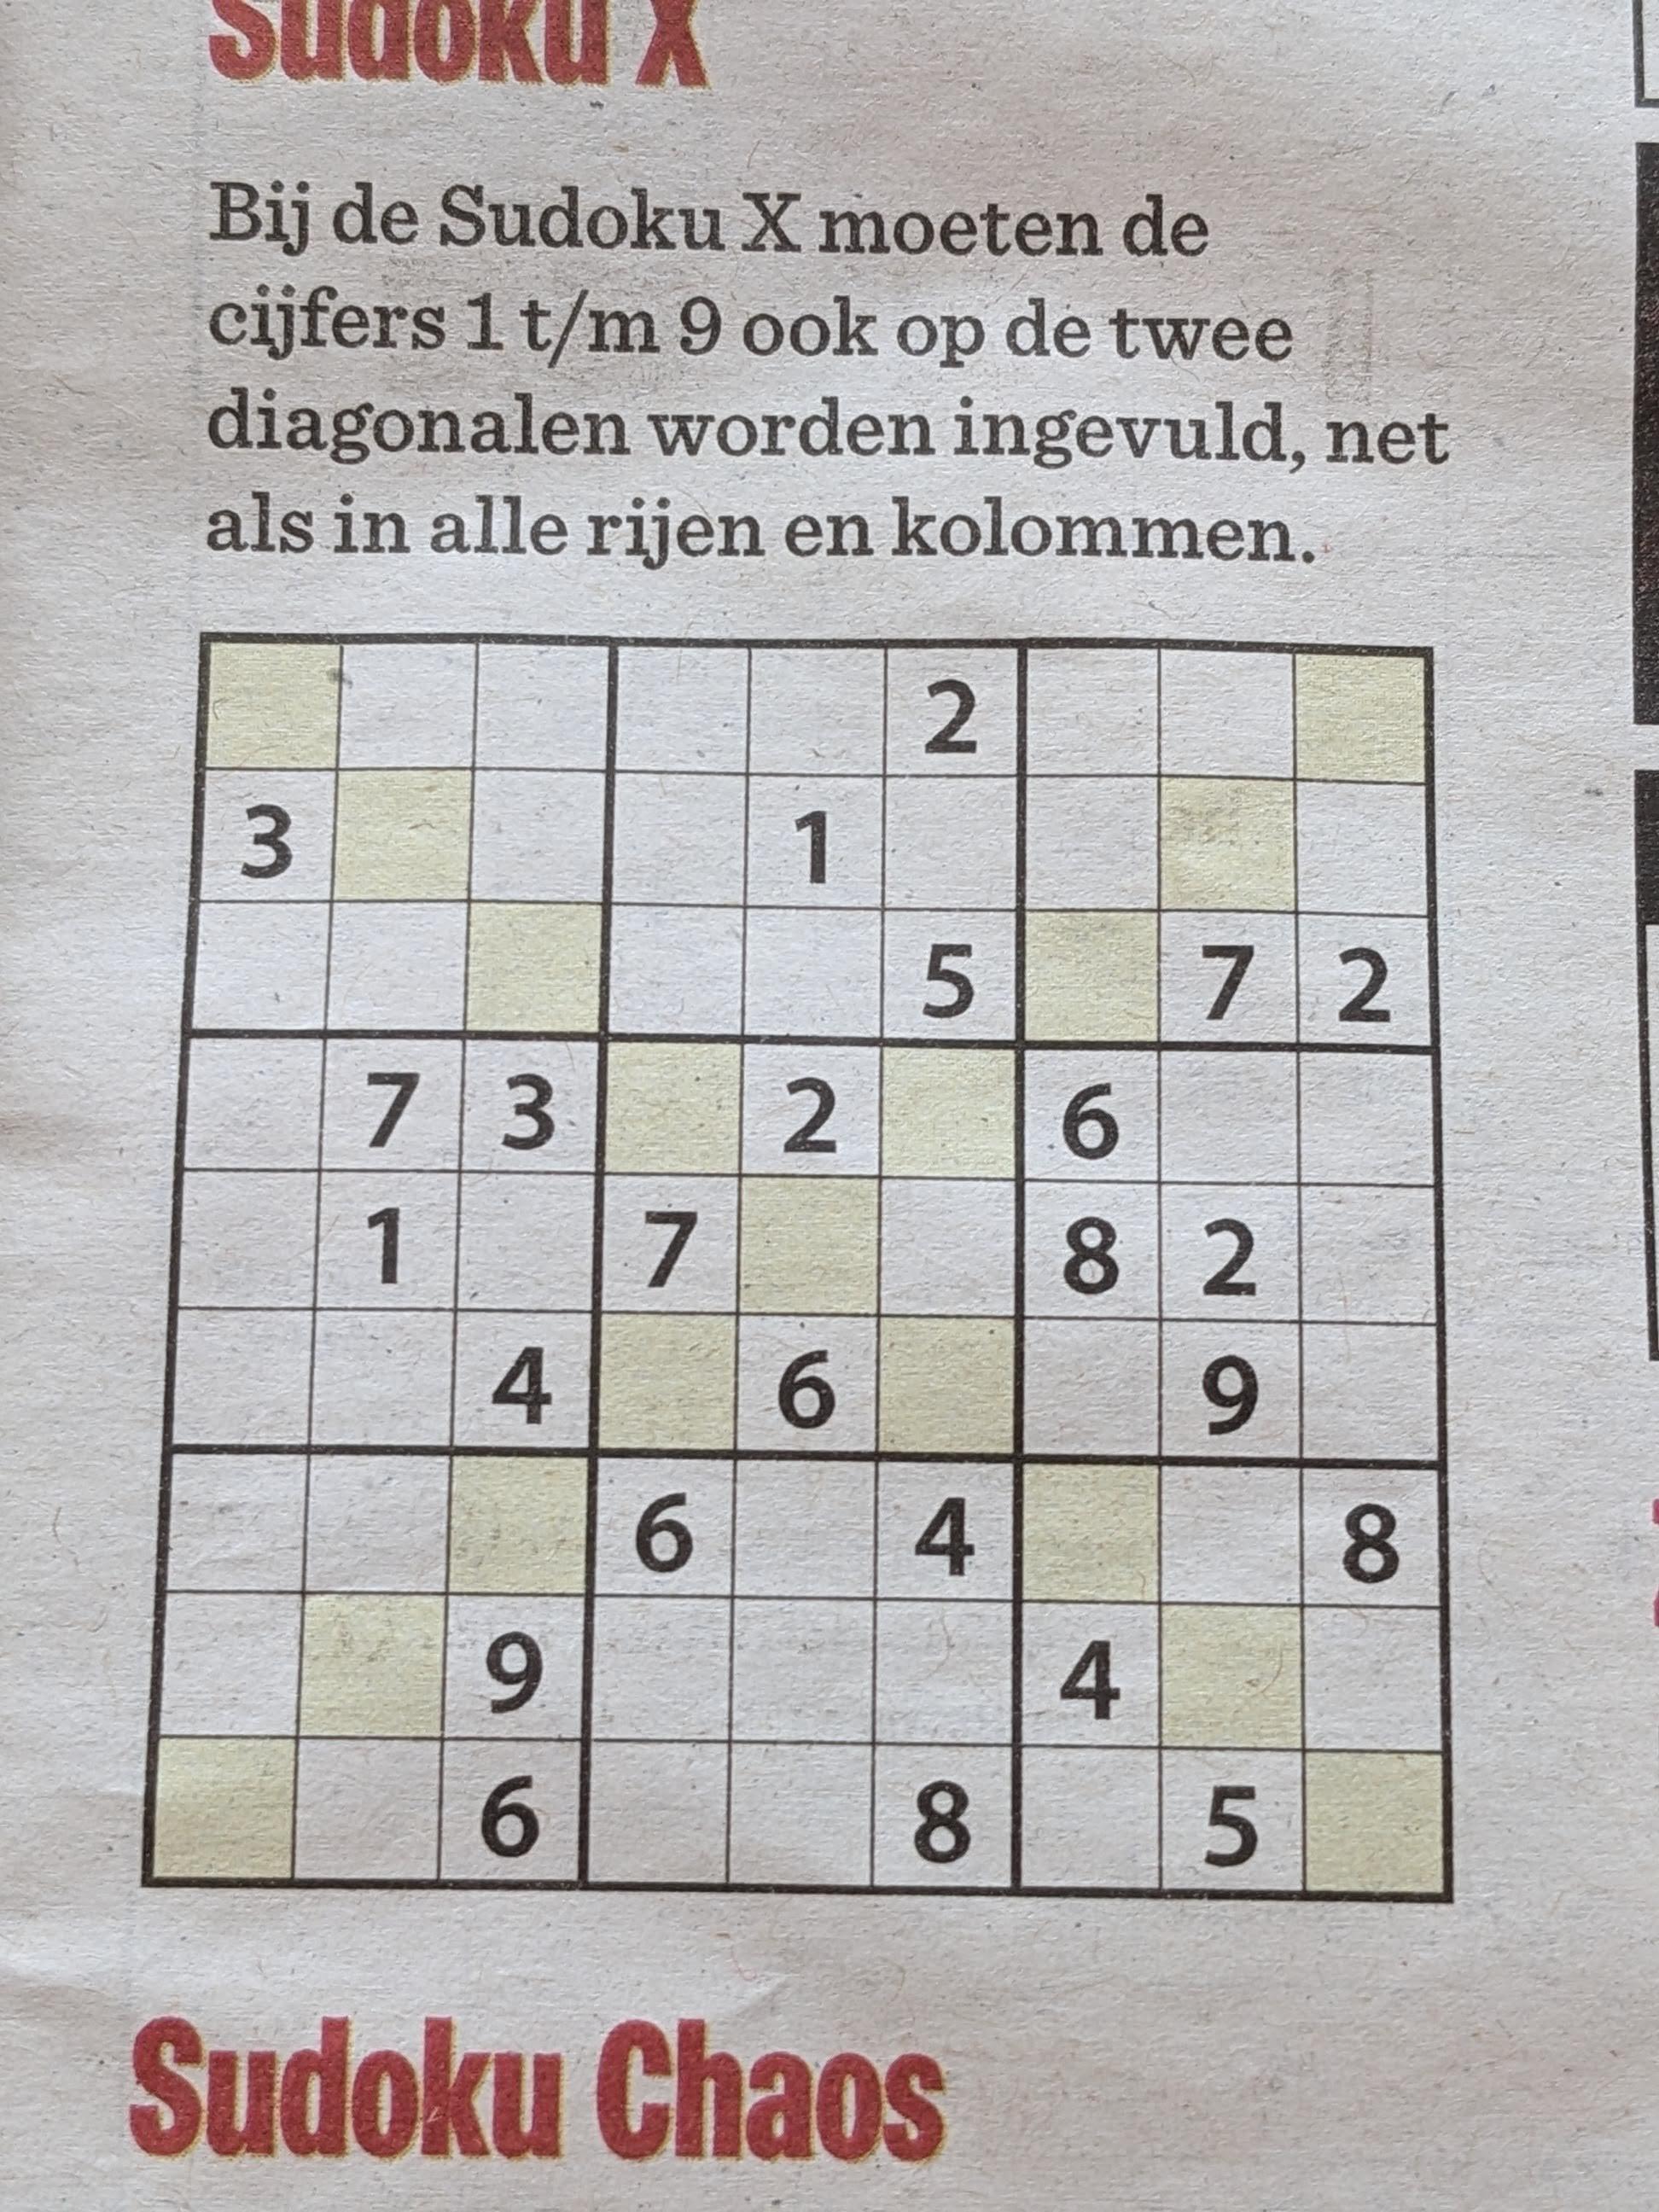 Sudoku X
Bij de Sudoku X moeten de
cijfers 1 t/m 9 ook op de twee
diagonalen worden ingevuld, net
als in alle rijen en kolommen.
2
3 1
5 7 2
7 3 2 6
1 7 8 2
4 6 9
6 4 8
9 4
6 8 5
Sudoku Chaos